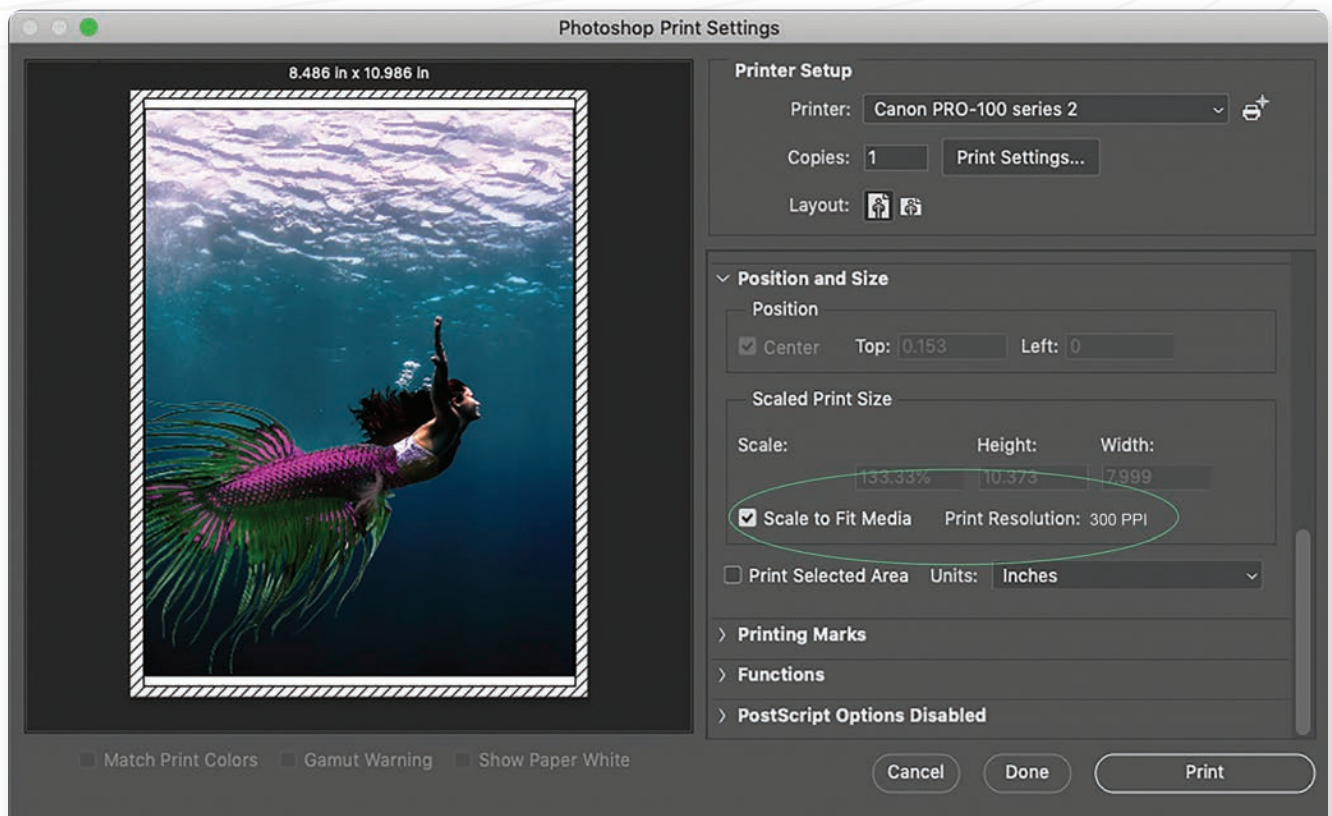 Photoshop Print Settings
8.486 in x 10.986 in
Printer Setup
Printer: Canon PRO-100 series 2
Copies: 1 Print Settings...
Layout:
Position and Size
Position
Center Top: 0.153 Left: 0
Scaled Print Size
Scale: Height: Width:
133.33% 10.373 7.999
Scale to Fit Media Print Resolution: 300 PPI
Print Selected Area Units: Inches
Printing Marks
Functions
PostScript Options Disabled
Match Print Colors Gamut Warning Show Paper White
Cancel Done Print